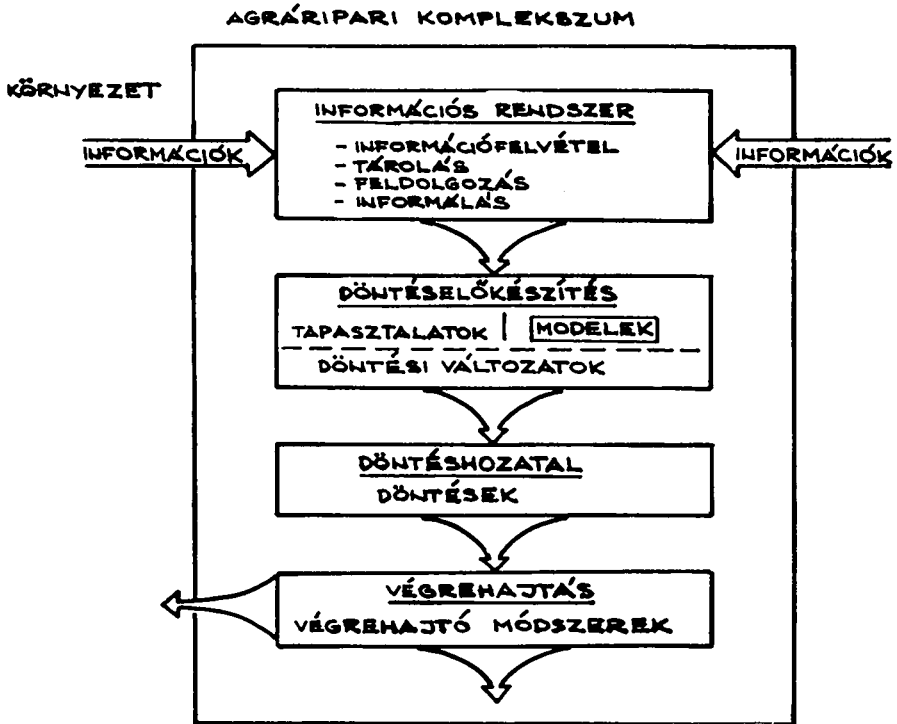 AGRÁRIPARI KOMPLEKSZUM
KÖRNYEZET
INFORMÁCIÓS RENDSZER
INFORMÁCIÓK
- INFORMÁCIÓFELVÉTEL
- TÁROLÁS
- FELDOLGOZÁS
- INFORMÁLÁS
INFORMÁCIÓK
DÖNTÉSELŐKÉSZÍTÉS
TAPASZTALATOK | MODELEK
DÖNTÉSI VÁLTOZATOK
DÖNTÉSHOZATAL
DÖNTÉSEK
VÉGREHAJTÁS
VÉGREHAJTÓ MÓDSZEREK